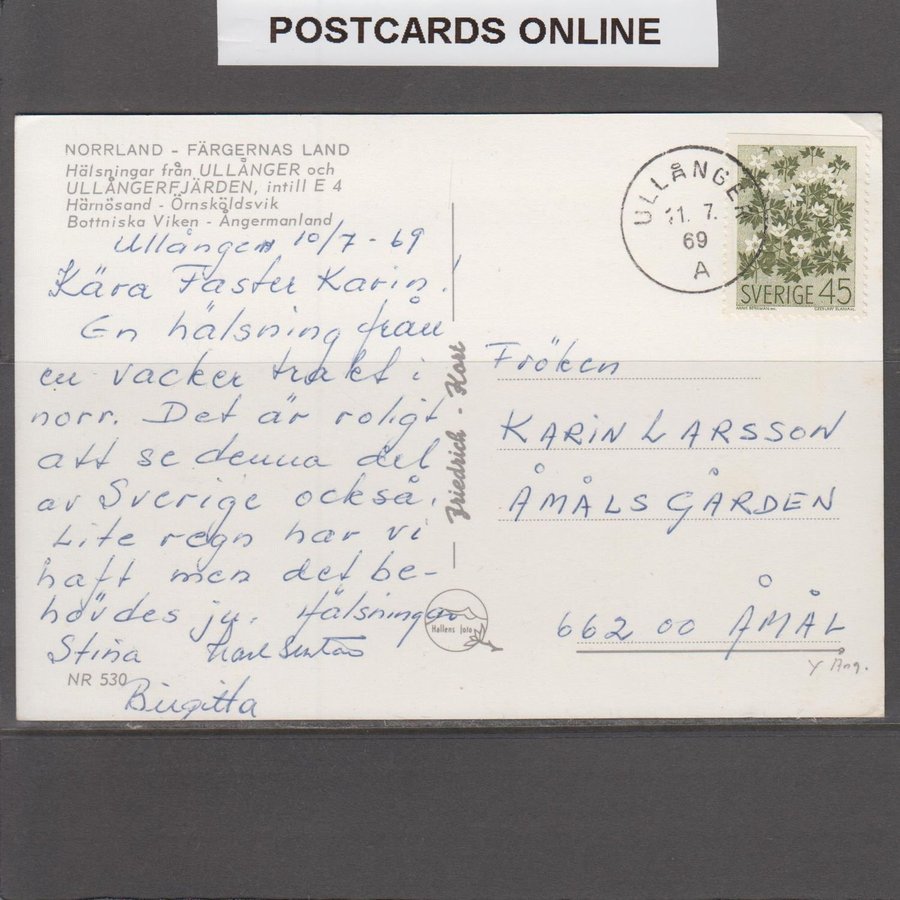 POSTCARDS ONLINE
NORRLAND - FÄRGERNAS LAND
Hälsningar från ULLÅNGER och
ULLÅNGERFJÄRDEN, intill E 4
Härnösand - Örnsköldsvik
Bottniska Viken - Ångermanland
Ullånger 10/7 - 69
Kära Faster Karin!
En hälsning från
en vacker trakt i
norr. Det är roligt
att se denna del
av Sverige också.
Lite regn har vi
haft men det be-
hövdes ju. Hälsningar
Stina
Birgitta
NR 530
Friedrich - Kort
Hallens foto
ULLÅNGER
11. 7.
69
A
SVERIGE 45
Fröken
KARIN LARSSON
ÅMÅLSGÅRDEN
662 00 ÅMÅL
Y Ång.